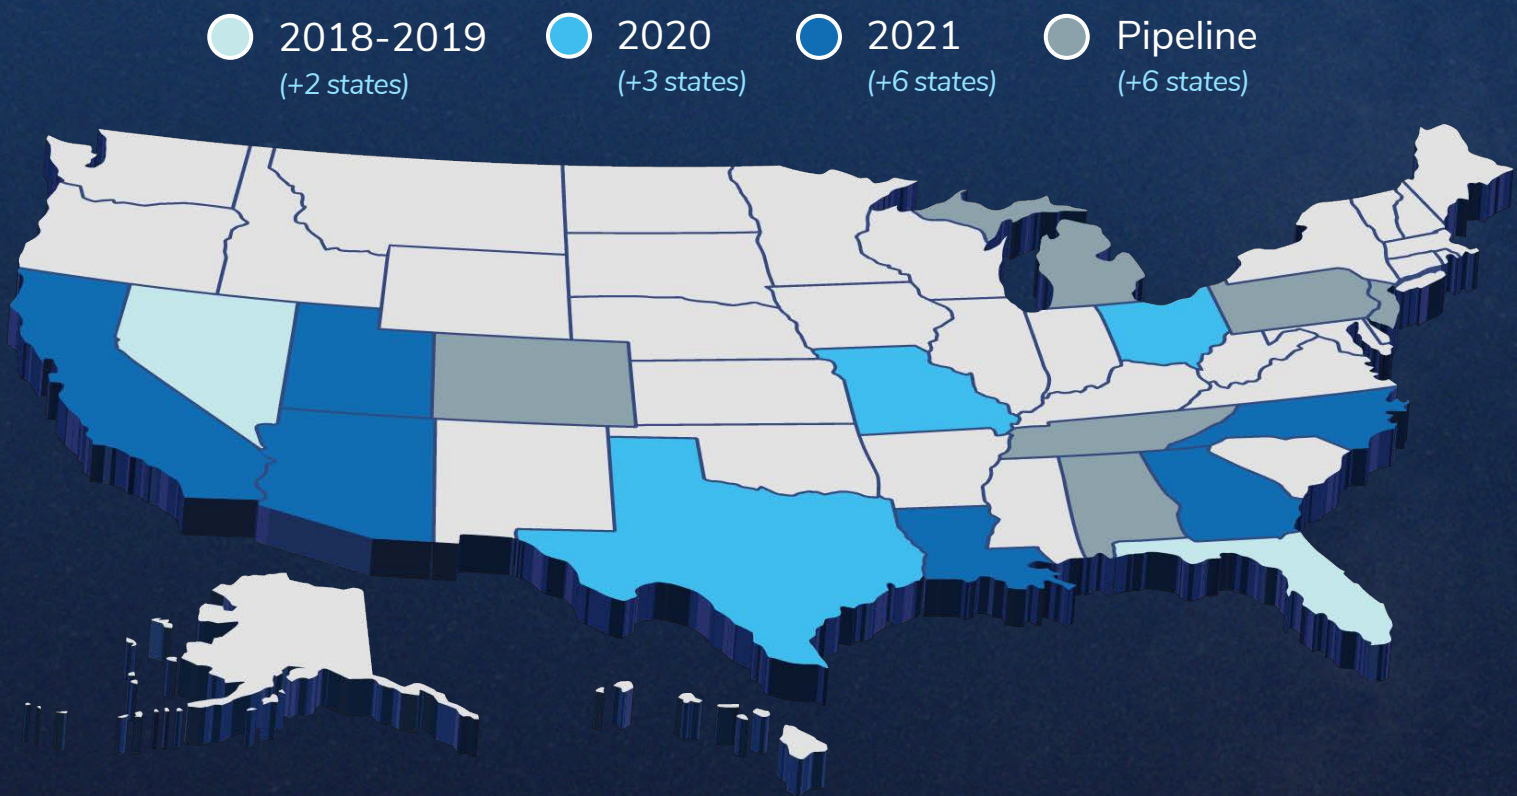 2018-2019
(+2 states)
2020
(+3 states)
2021
(+6 states)
Pipeline
(+6 states)